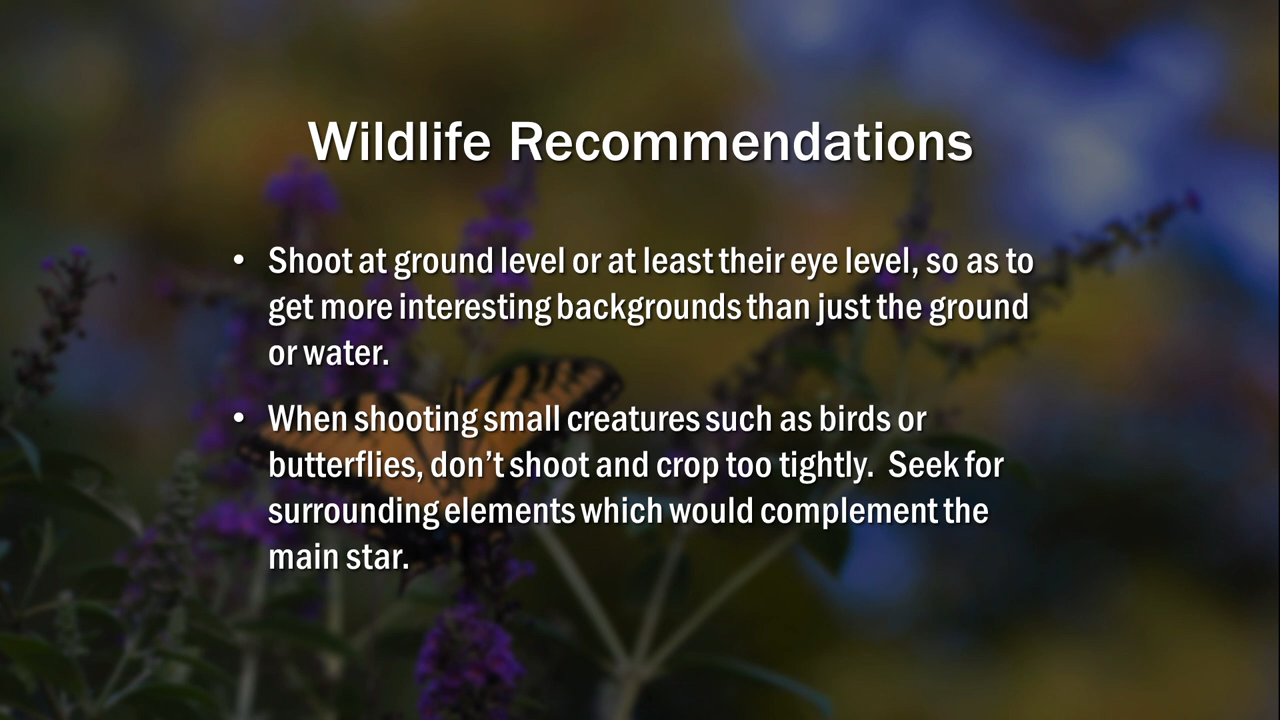 Wildlife Recommendations
• Shoot at ground level or at least their eye level, so as to
get more interesting backgrounds than just the ground
or water.
• When shooting small creatures such as birds or
butterflies, don’t shoot and crop too tightly.  Seek for
surrounding elements which would complement the
main star.